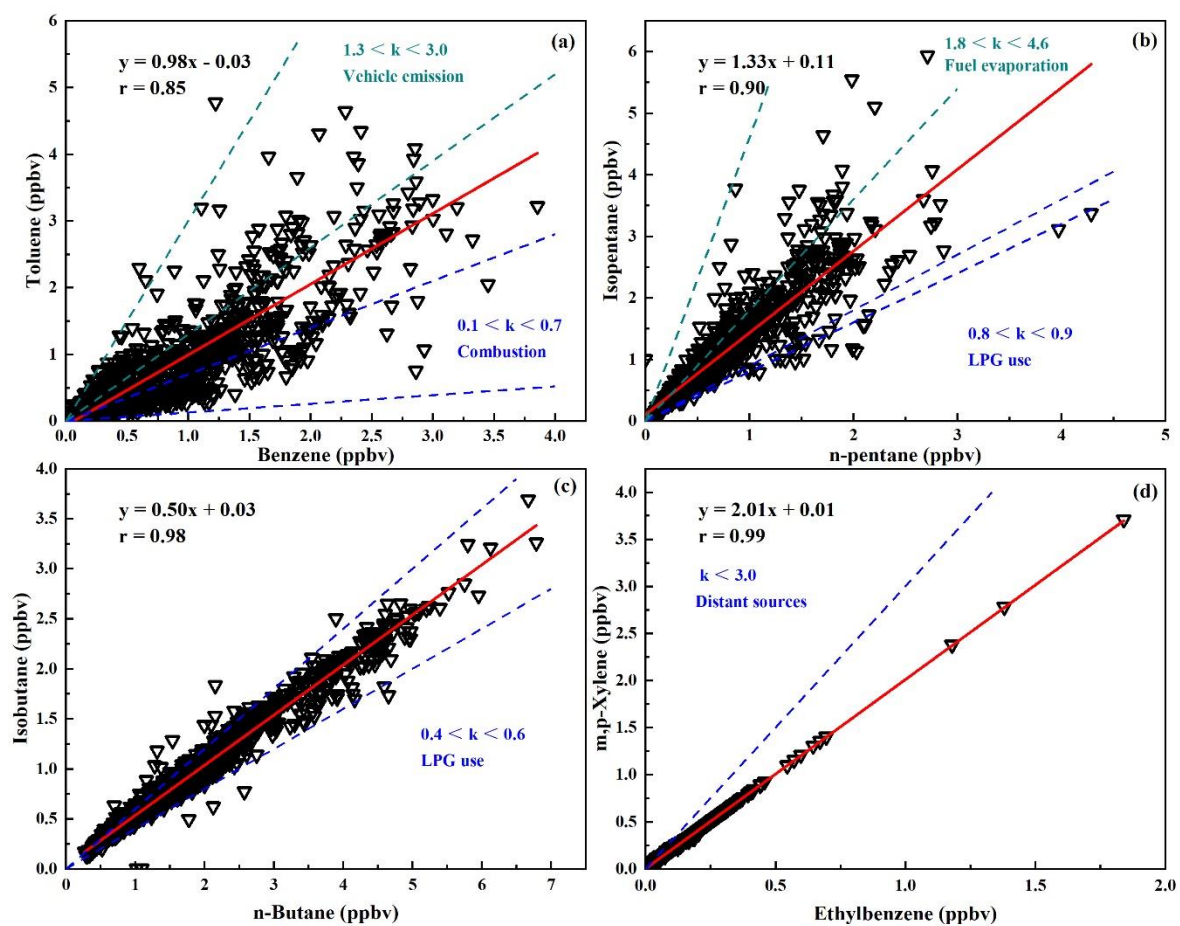 6
5
4
3
2
1
0
0.0 0.5 1.0 1.5 2.0 2.5 3.0 3.5 4.0
Toluene (ppbv)
Benzene (ppbv)
(a)
y = 0.98x - 0.03
r = 0.85
1.3 < k < 3.0
Vehicle emission
0.1 < k < 0.7
Combustion
6
5
4
3
2
1
0
0 1 2 3 4 5
Isopentane (ppbv)
n-pentane (ppbv)
(b)
y = 1.33x + 0.11
r = 0.90
1.8 < k < 4.6
Fuel evaporation
0.8 < k < 0.9
LPG use
4.0
3.5
3.0
2.5
2.0
1.5
1.0
0.5
0.0
0 1 2 3 4 5 6 7
Isobutane (ppbv)
n-Butane (ppbv)
(c)
y = 0.50x + 0.03
r = 0.98
0.4 < k < 0.6
LPG use
4.0
3.5
3.0
2.5
2.0
1.5
1.0
0.5
0.0
0.0 0.5 1.0 1.5 2.0
m,p-Xylene (ppbv)
Ethylbenzene (ppbv)
(d)
y = 2.01x + 0.01
r = 0.99
k < 3.0
Distant sources